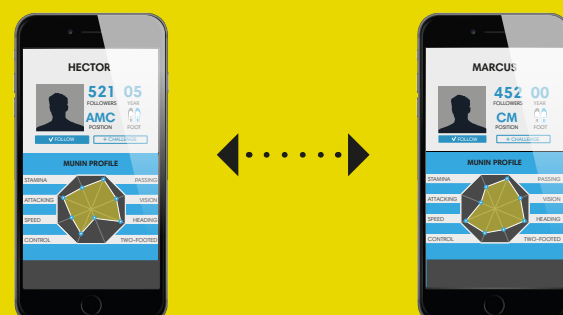 HECTOR
521 05
FOLLOWERS YEAR
AMC
POSITION FOOT
✓ FOLLOW + CHALLENGE
MUNIN PROFILE
STAMINA PASSING
ATTACKING VISION
SPEED HEADING
CONTROL TWO-FOOTED
MARCUS
452 00
FOLLOWERS YEAR
CM
POSITION FOOT
✓ FOLLOW + CHALLENGE
MUNIN PROFILE
STAMINA PASSING
ATTACKING VISION
SPEED HEADING
CONTROL TWO-FOOTED